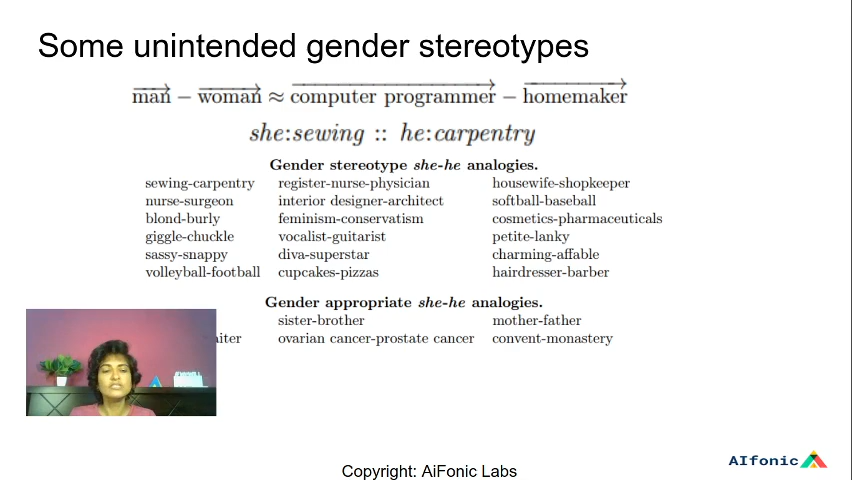 Some unintended gender stereotypes
man − woman ≈ computer programmer − homemaker
she:sewing :: he:carpentry
Gender stereotype she-he analogies.
sewing-carpentry register-nurse-physician housewife-shopkeeper
nurse-surgeon interior designer-architect softball-baseball
blond-burly feminism-conservatism cosmetics-pharmaceuticals
giggle-chuckle vocalist-guitarist petite-lanky
sassy-snappy diva-superstar charming-affable
volleyball-football cupcakes-pizzas hairdresser-barber
Gender appropriate she-he analogies.
sister-brother mother-father
ovarian cancer-prostate cancer convent-monastery
AIfonic
Copyright: AiFonic Labs